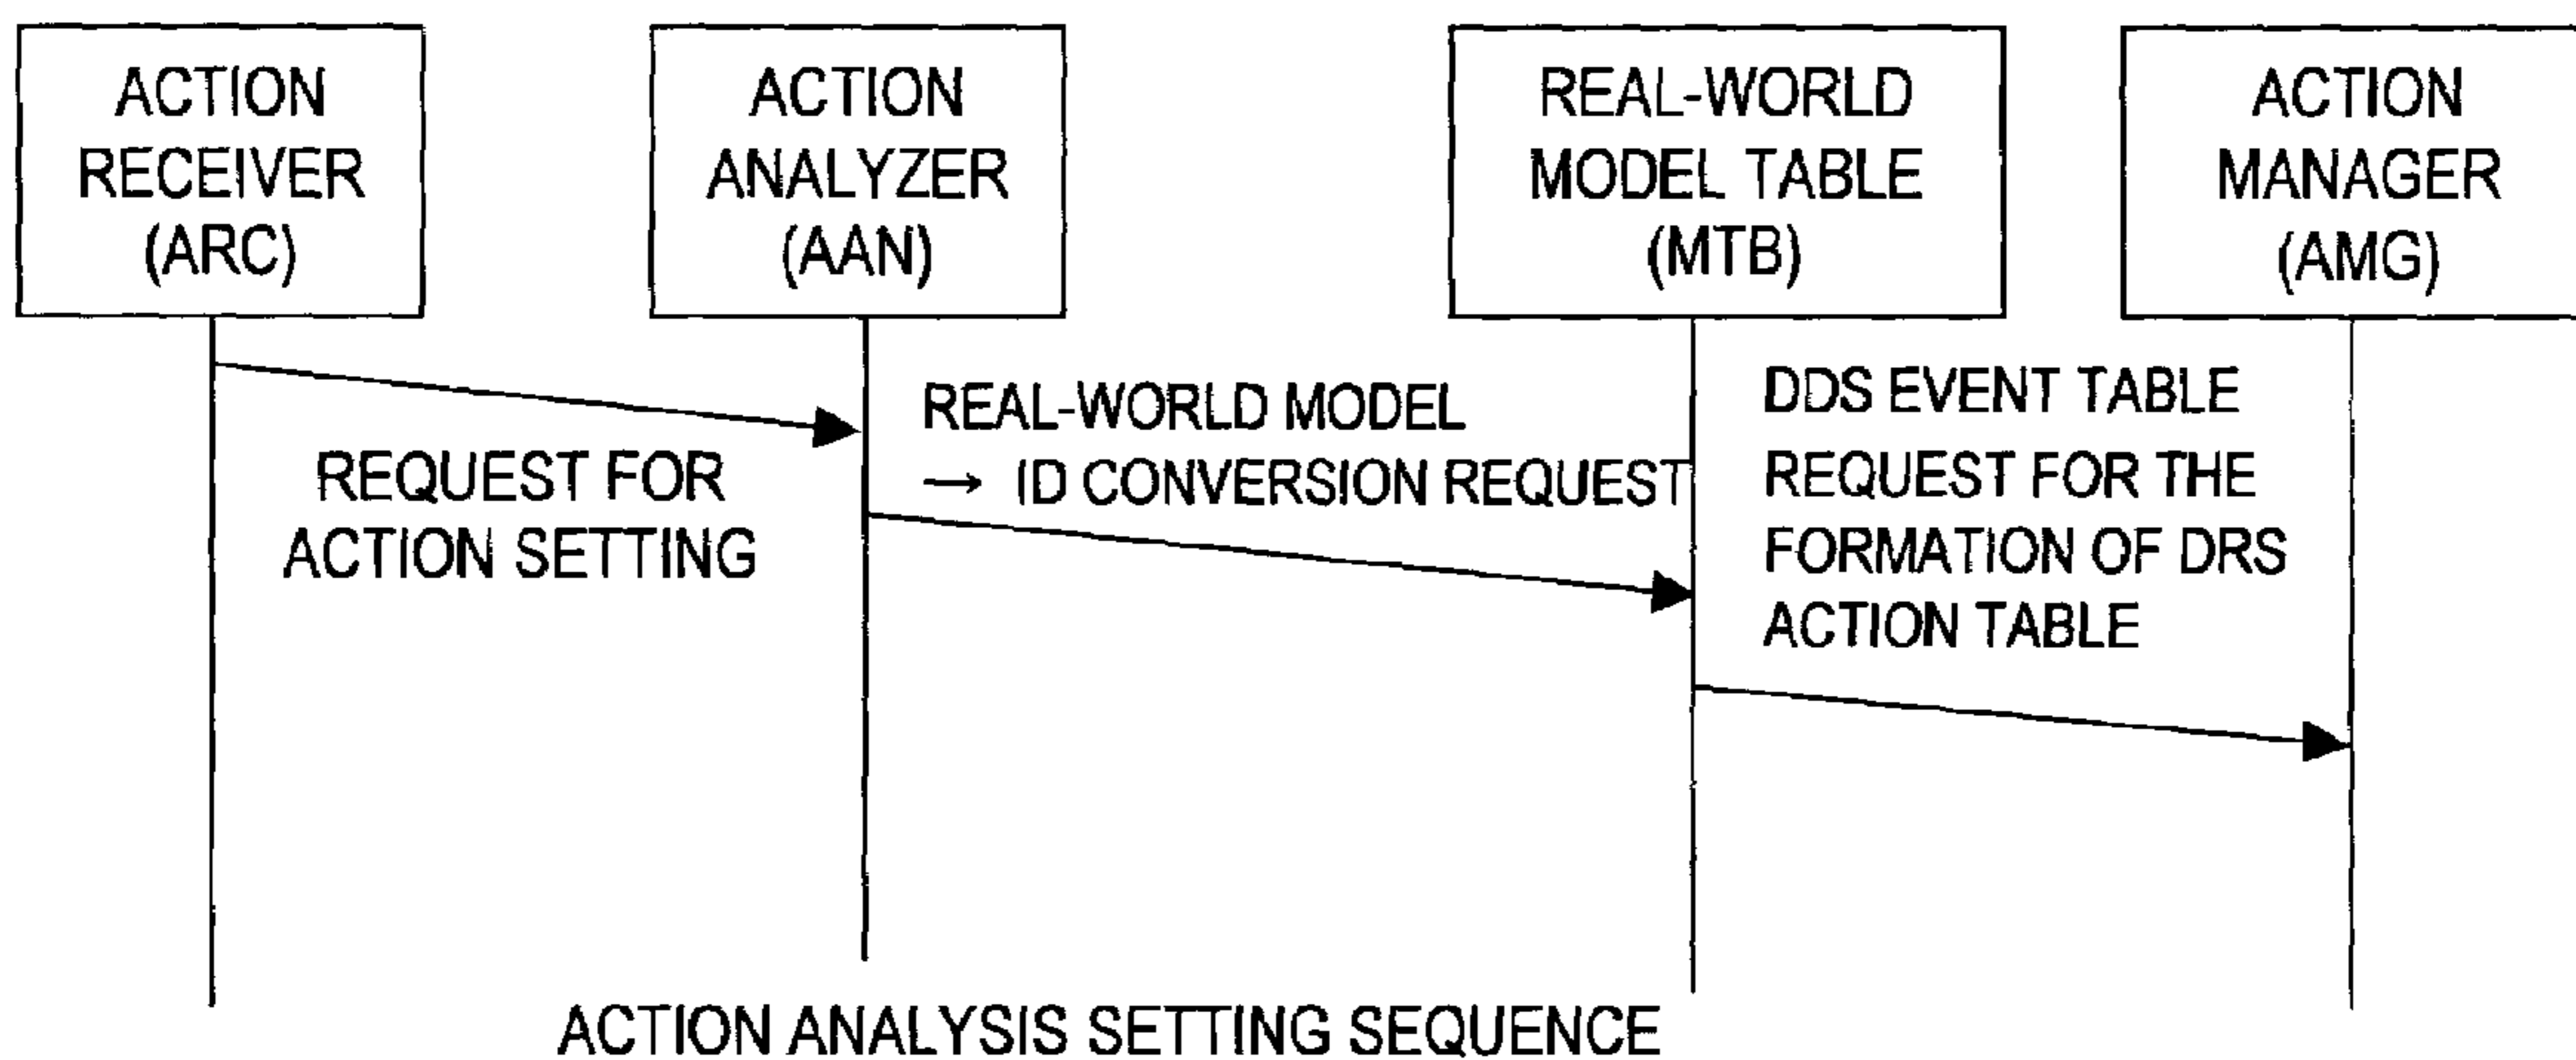 ACTION
RECEIVER
(ARC)
ACTION
ANALYZER
(AAN)
REAL-WORLD
MODEL TABLE
(MTB)
ACTION
MANAGER
(AMG)
REQUEST FOR
ACTION SETTING
REAL-WORLD MODEL
→ ID CONVERSION REQUEST
DDS EVENT TABLE
REQUEST FOR THE
FORMATION OF DRS
ACTION TABLE
ACTION ANALYSIS SETTING SEQUENCE